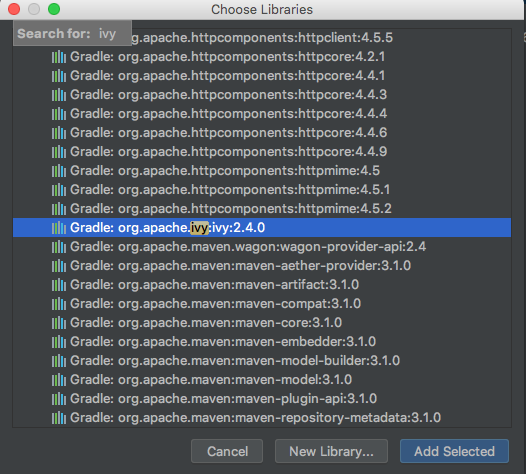 Choose Libraries
Search for: ivy
.apache.httpcomponents:httpclient:4.5.5
Gradle: org.apache.httpcomponents:httpcore:4.2.1
Gradle: org.apache.httpcomponents:httpcore:4.4.1
Gradle: org.apache.httpcomponents:httpcore:4.4.3
Gradle: org.apache.httpcomponents:httpcore:4.4.4
Gradle: org.apache.httpcomponents:httpcore:4.4.6
Gradle: org.apache.httpcomponents:httpcore:4.4.9
Gradle: org.apache.httpcomponents:httpmime:4.5
Gradle: org.apache.httpcomponents:httpmime:4.5.1
Gradle: org.apache.httpcomponents:httpmime:4.5.2
Gradle: org.apache.ivy:ivy:2.4.0
Gradle: org.apache.maven.wagon:wagon-provider-api:2.4
Gradle: org.apache.maven:maven-aether-provider:3.1.0
Gradle: org.apache.maven:maven-artifact:3.1.0
Gradle: org.apache.maven:maven-compat:3.1.0
Gradle: org.apache.maven:maven-core:3.1.0
Gradle: org.apache.maven:maven-embedder:3.1.0
Gradle: org.apache.maven:maven-model-builder:3.1.0
Gradle: org.apache.maven:maven-model:3.1.0
Gradle: org.apache.maven:maven-plugin-api:3.1.0
Gradle: org.apache.maven:maven-repository-metadata:3.1.0
Cancel New Library... Add Selected